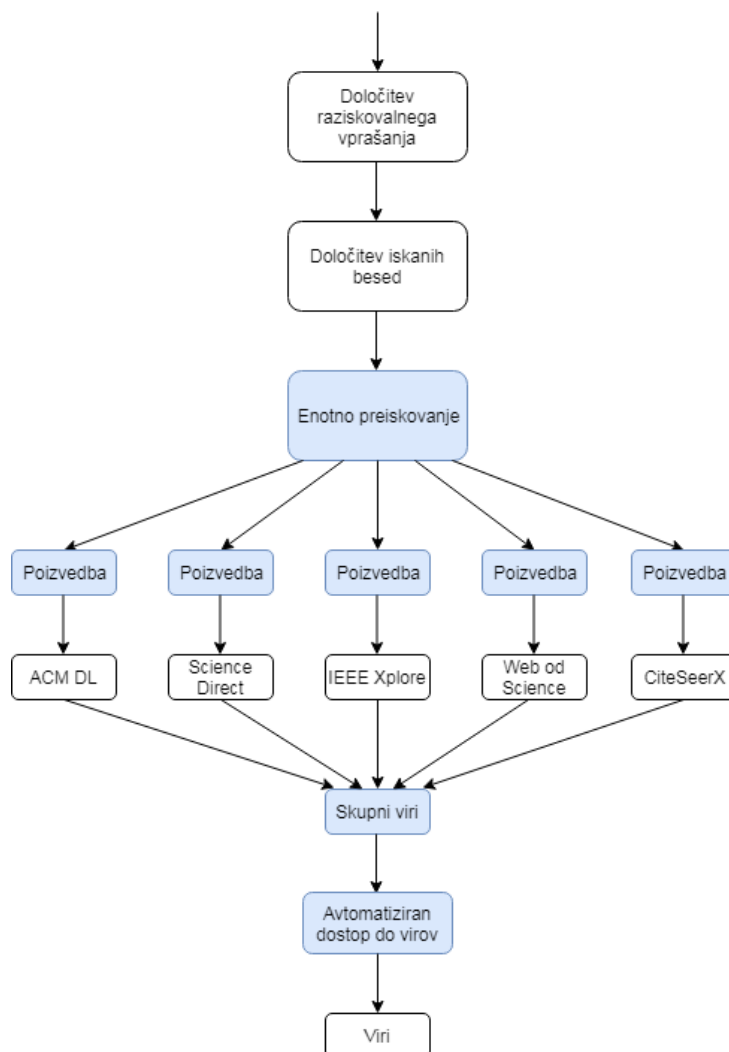 Določitev
raziskovalnega
vprašanja
Določitev iskanih
besed
Enotno preiskovanje
Poizvedba
Poizvedba
Poizvedba
Poizvedba
Poizvedba
ACM DL
Science
Direct
IEEE Xplore
Web od
Science
CiteSeerX
Skupni viri
Avtomatiziran
dostop do virov
Viri